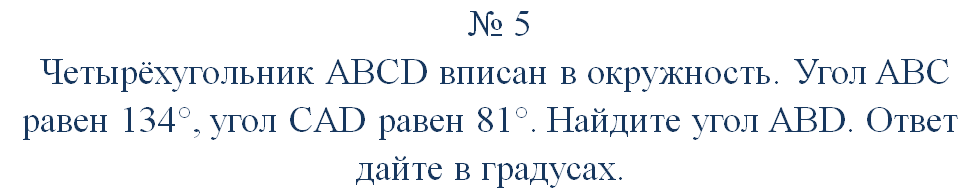 № 5
Четырёхугольник ABCD вписан в окружность. Угол ABC
равен 134°, угол CAD равен 81°. Найдите угол ABD. Ответ
дайте в градусах.